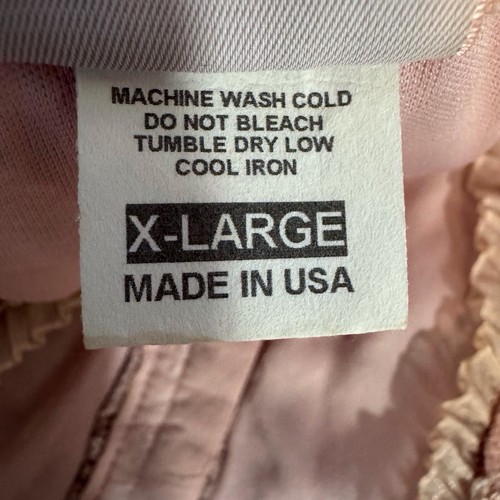 MACHINE WASH COLD
DO NOT BLEACH
TUMBLE DRY LOW
COOL IRON
X-LARGE
MADE IN USA